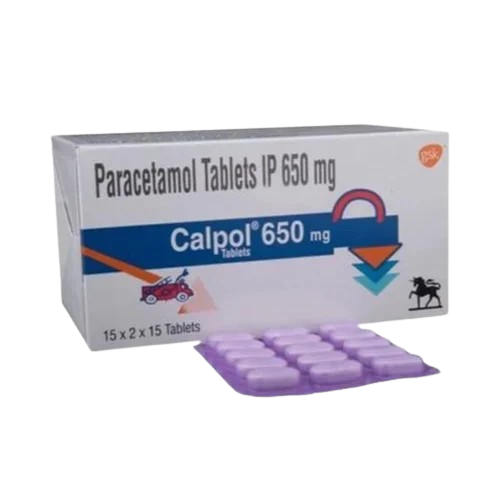 gsk
Paracetamol Tablets IP 650 mg
Calpol® 650 mg
Tablets
15 x 2 x 15 Tablets